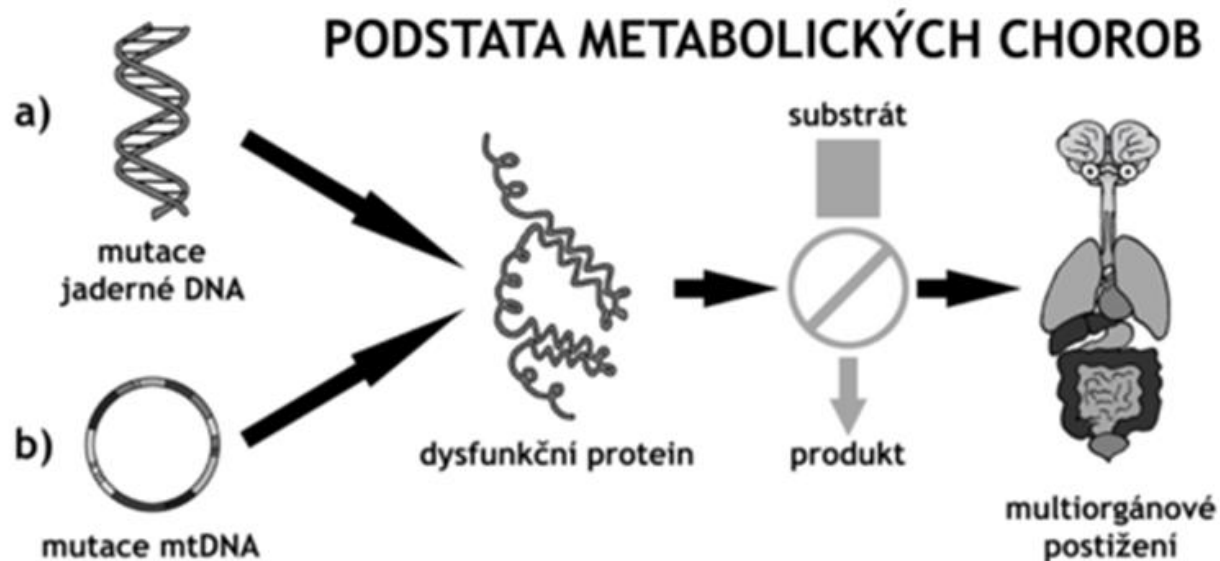 PODSTATA METABOLICKÝCH CHOROB
a)
mutace
jaderné DNA
b)
mutace mtDNA
dysfunkční protein
substrát
produkt
multiorgánové
postižení